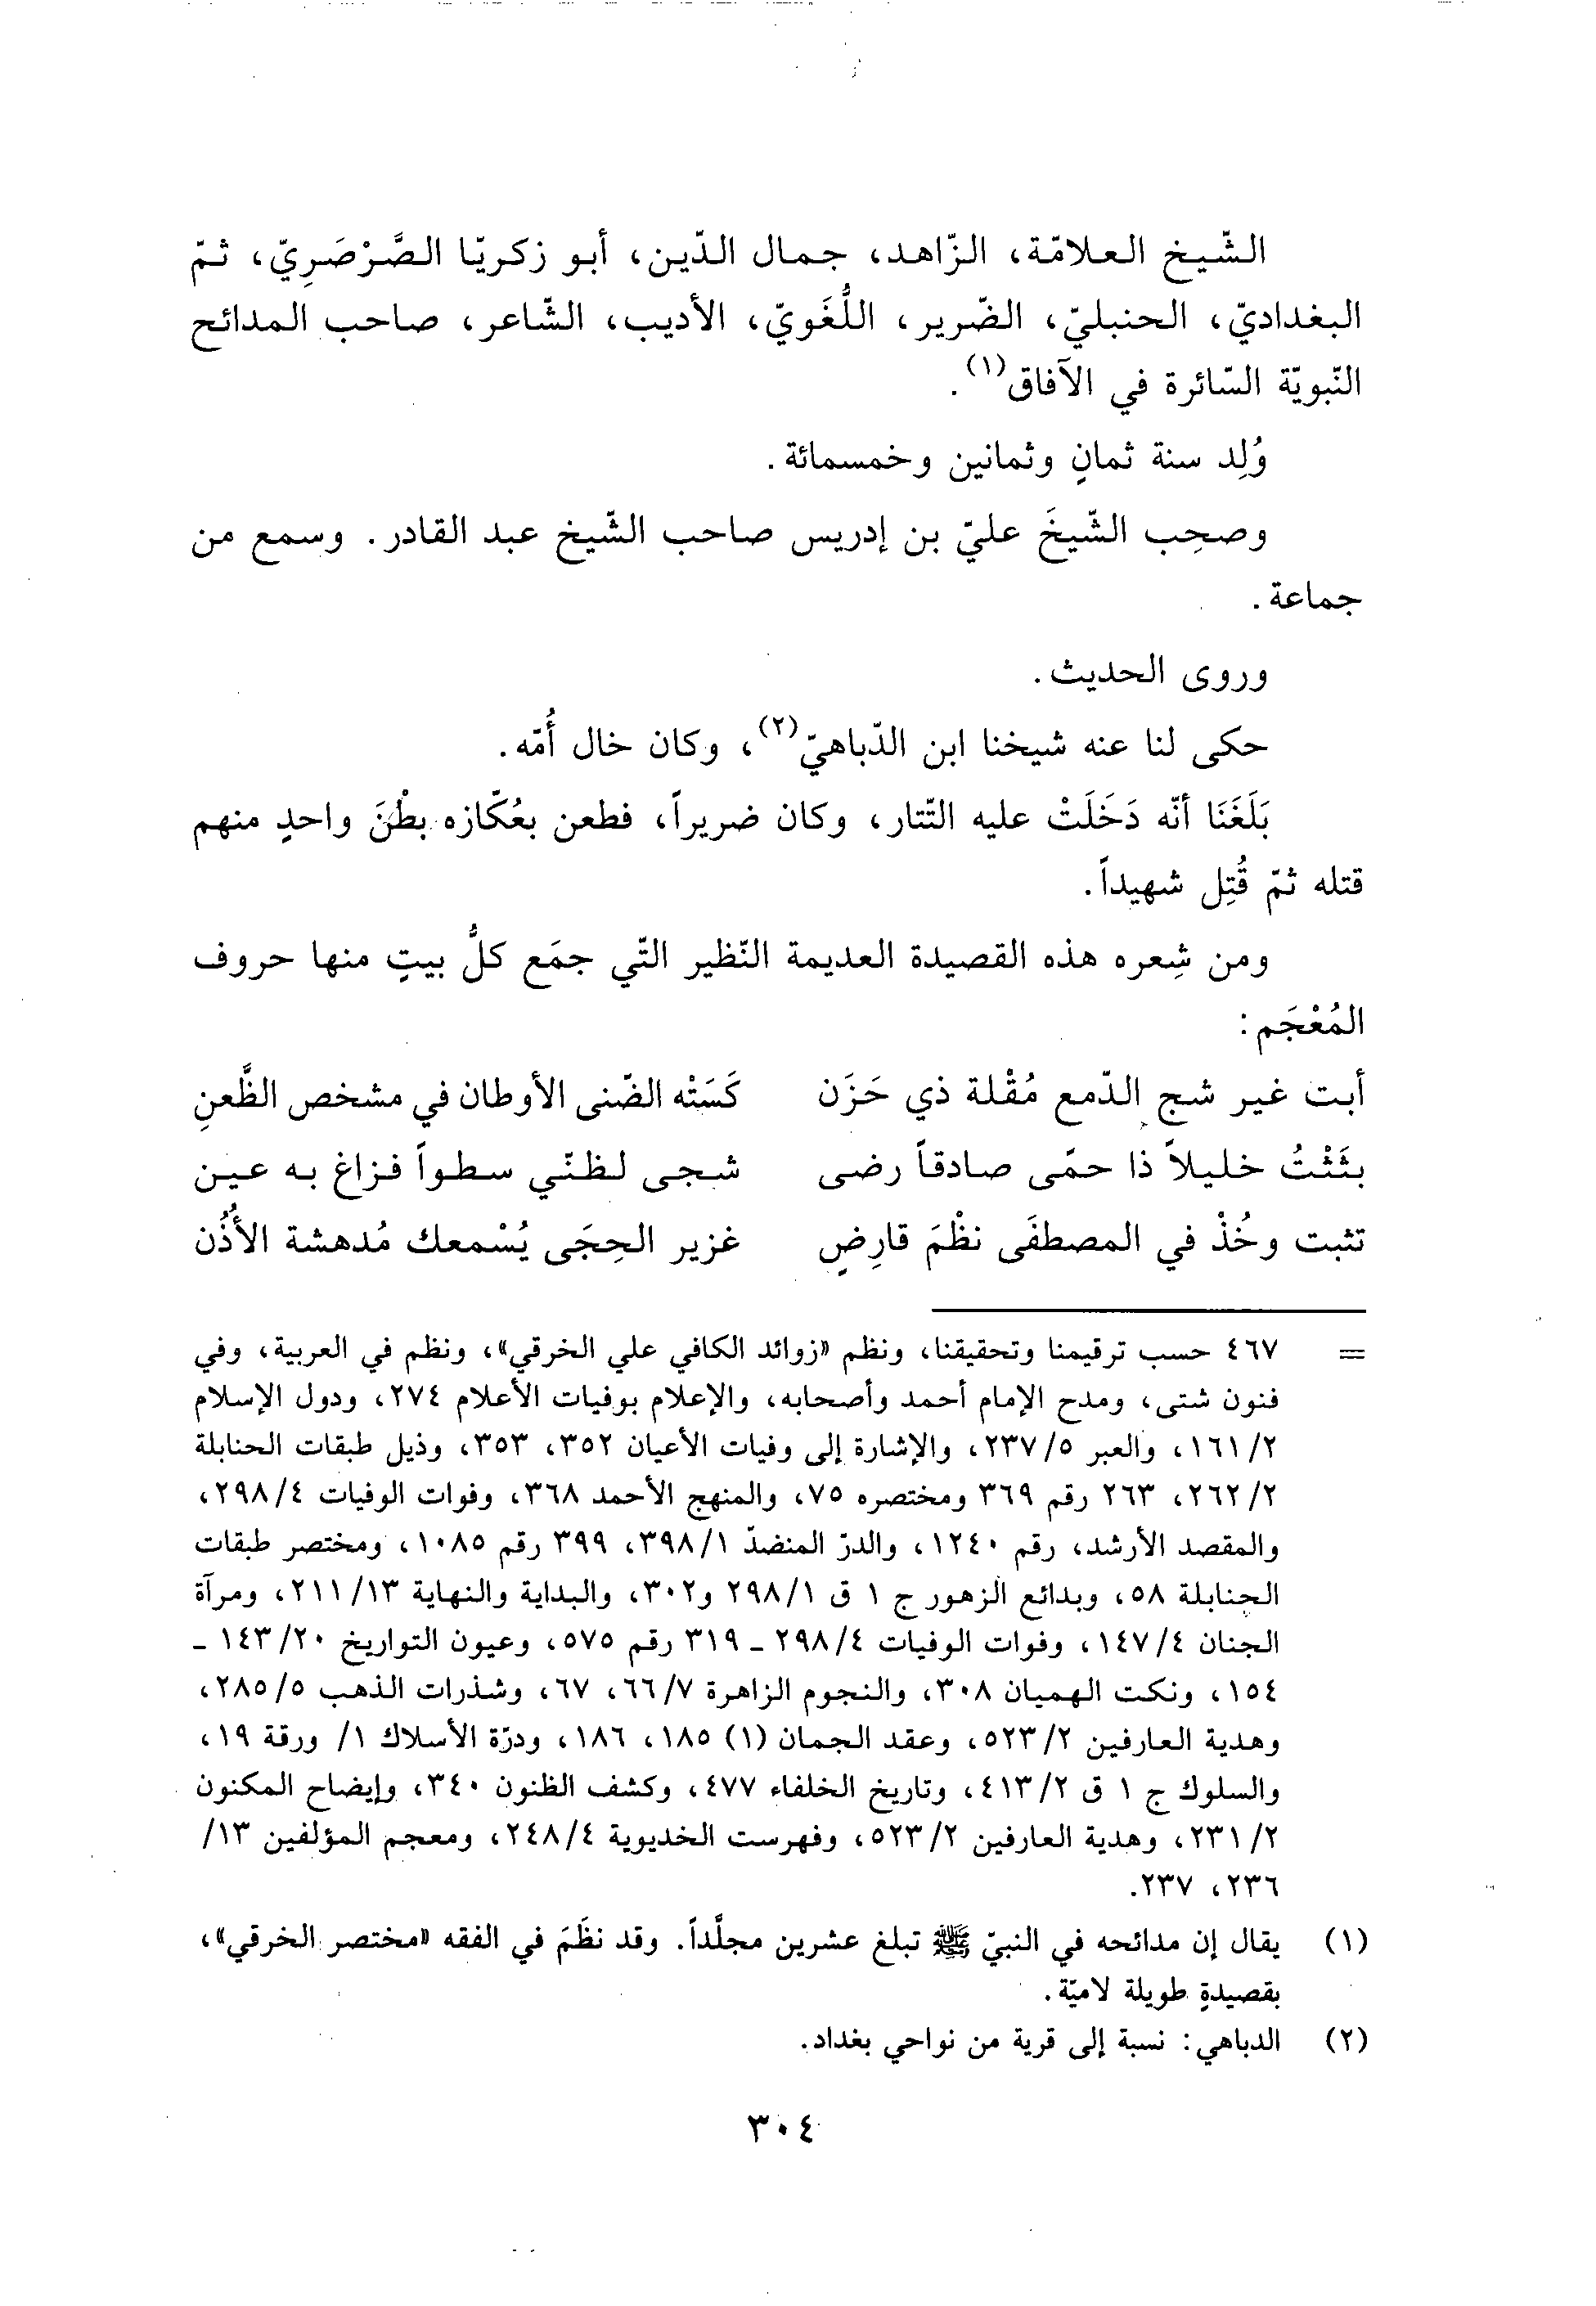 الشّيخ العلامّة، الزّاهد، جمال الدّين، أبو زكريّا الصَّرْصَرِيّ، ثمّ
البغداديّ، الحنبليّ، الضّرير، اللُّغَويّ، الأديب، الشّاعر، صاحب المدائح
النّبويّة السّائرة في الآفاق(١).
وُلِد سنة ثمانٍ وثمانين وخمسمائة.
وصحِب الشّيخَ عليّ بن إدريس صاحب الشّيخ عبد القادر. وسمع من
جماعة.
وروى الحديث.
حكى لنا عنه شيخنا ابن الدّباهيّ(٢)، وكان خال أُمّه.
بَلَغَنَا أنّه دَخَلَتْ عليه التّتار، وكان ضريراً، فطعن بعُكّازه بطْنَ واحدٍ منهم
قتله ثمّ قُتِل شهيداً.
ومن شِعره هذه القصيدة العديمة النّظير التّي جمَع كلُّ بيتٍ منها حروف
المُعْجَم:
أبت غير شج الدّمع مُقْلة ذي حَزَن كَسَتْه الضّنى الأوطان في مشخص الظَّعنِ
بثَثْتُ خليلاً ذا حمّى صادقاً رضى شجى لظنّي سطواً فزاغ به عين
تثبت وخُذْ في المصطفَى نظْمَ قارِضٍ غزير الحِجَى يُسْمعك مُدهشة الأُذُن
= ٤٦٧ حسب ترقيمنا وتحقيقنا، ونظم «زوائد الكافي علي الخرقي»، ونظم في العربية، وفي
فنون شتى، ومدح الإمام أحمد وأصحابه، والإعلام بوفيات الأعلام ٢٧٤، ودول الإسلام
٢/ ١٦١، والعبر ٥/ ٢٣٧، والإشارة إلى وفيات الأعيان ٣٥٢، ٣٥٣، وذيل طبقات الحنابلة
٢/ ٢٦٢، ٢٦٣ رقم ٣٦٩ ومختصره ٧٥، والمنهج الأحمد ٣٦٨، وفوات الوفيات ٤/ ٢٩٨،
والمقصد الأرشد، رقم ١٢٤٠، والدرّ المنضدّ ١/ ٣٩٨، ٣٩٩ رقم ١٠٨٥، ومختصر طبقات
الحنابلة ٥٨، وبدائع الزهور ج ١ ق ١/ ٢٩٨ و٣٠٢، والبداية والنهاية ١٣/ ٢١١، ومرآة
الجنان ٤/ ١٤٧، وفوات الوفيات ٤/ ٢٩٨ - ٣١٩ رقم ٥٧٥، وعيون التواريخ ٢٠/ ١٤٣ -
١٥٤، ونكت الهميان ٣٠٨، والنجوم الزاهرة ٧/ ٦٦، ٦٧، وشذرات الذهب ٥/ ٢٨٥،
وهدية العارفين ٢/ ٥٢٣، وعقد الجمان (١) ١٨٥، ١٨٦، ودرّة الأسلاك ١/ ورقة ١٩،
والسلوك ج ١ ق ٢/ ٤١٣، وتاريخ الخلفاء ٤٧٧، وكشف الظنون ٣٤٠، وإيضاح المكنون
٢/ ٢٣١، وهدية العارفين ٢/ ٥٢٣، وفهرست الخديوية ٤/ ٢٤٨، ومعجم المؤلفين ١٣/
٢٣٦، ٢٣٧.
(١) يقال إن مدائحه في النبيّ ﷺ تبلغ عشرين مجلَّداً. وقد نظَمَ في الفقه «مختصر الخرقي»،
بقصيدةٍ طويلة لاميّة.
(٢) الدباهي: نسبة إلى قرية من نواحي بغداد.
٣٠٤